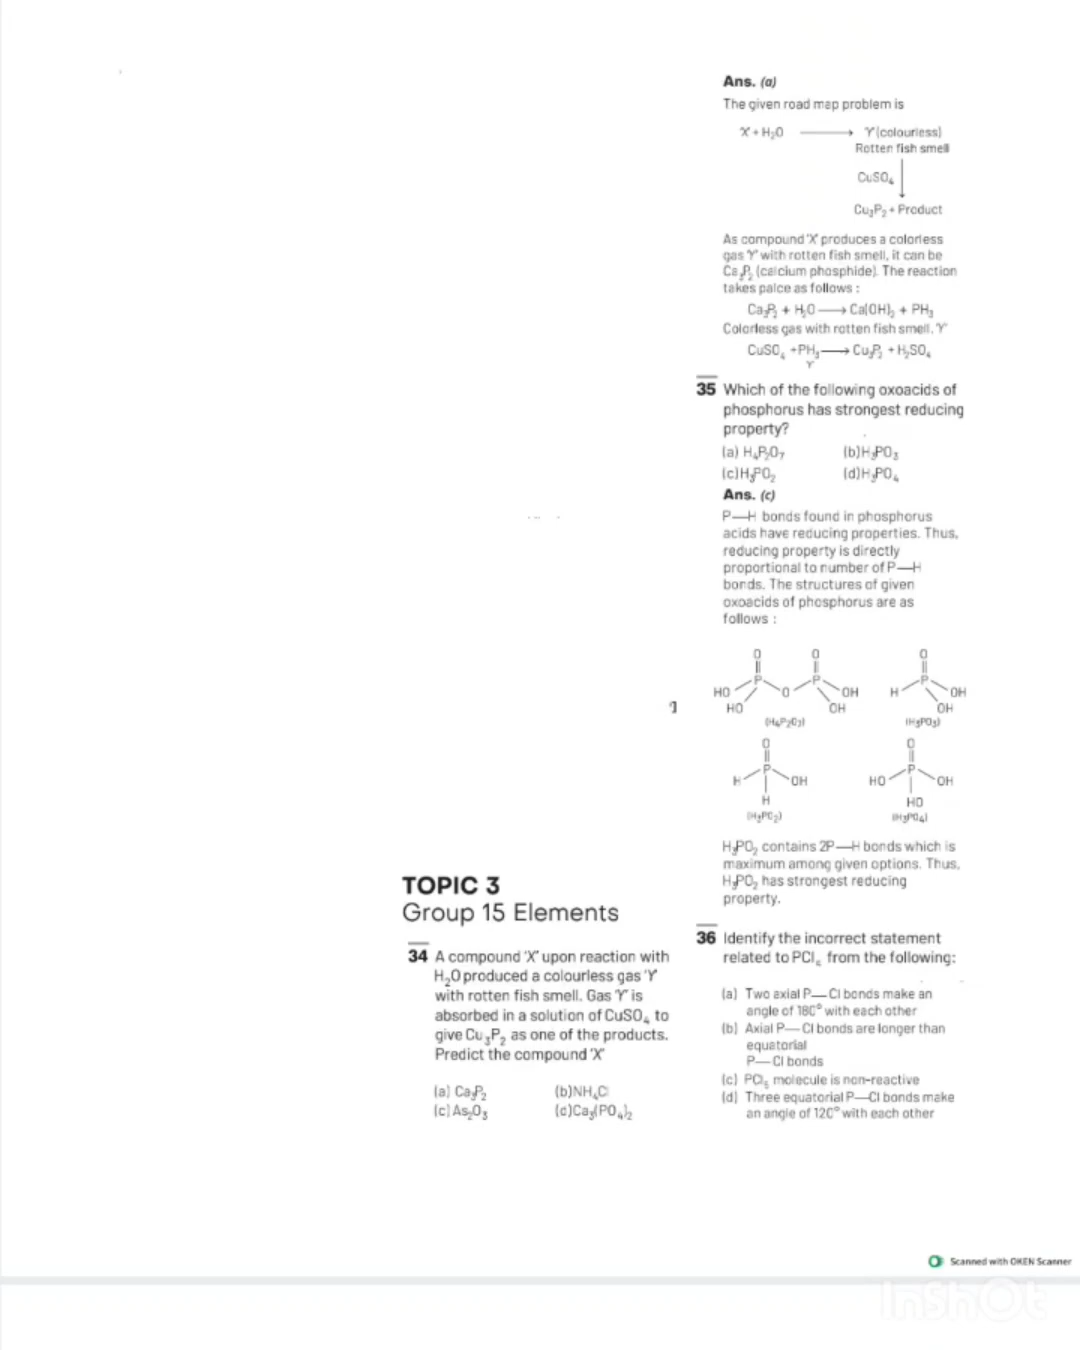 TOPIC 3
Group 15 Elements
34 A compound 'X' upon reaction with
H₂O produced a colourless gas 'Y'
with rotten fish smell. Gas 'Y' is
absorbed in a solution of CuSO₄ to
give Cu₃P₂ as one of the products.
Predict the compound 'X'
(a) Ca₃P₂ (b)NH₄Cl
(c) As₂O₃ (d)Ca₃(PO₄)₂
Ans. (a)
The given road map problem is
X + H₂O ⟶ Y(colourless)
Rotten fish smell
CuSO₄
Cu₃P₂ + Product
As compound 'X' produces a colorless
gas 'Y' with rotten fish smell, it can be
Ca₃P₂ (calcium phosphide). The reaction
takes palce as follows :
Ca₃P₂ + H₂O ⟶ Ca(OH)₂ + PH₃
Colorless gas with rotten fish smell. 'Y'
CuSO₄ +PH₃ ⟶ Cu₃P₂ + H₂SO₄
Y
35 Which of the following oxoacids of
phosphorus has strongest reducing
property?
(a) H₄P₂O₇ (b)H₃PO₃
(c)H₃PO₂ (d)H₃PO₄
Ans. (c)
P—H bonds found in phosphorus
acids have reducing properties. Thus,
reducing property is directly
proportional to number of P—H
bonds. The structures of given
oxoacids of phosphorus are as
follows :
O O O
HO P O P OH H P OH
HO OH OH
(H₃PO₃)
O O
H P OH HO P OH
H HO
(H₃PO₂) (H₃PO₄)
H₃PO₂ contains 2P—H bonds which is
maximum among given options. Thus,
H₃PO₂ has strongest reducing
property.
36 Identify the incorrect statement
related to PCl₅ from the following:
(a) Two axial P—Cl bonds make an
angle of 180° with each other
(b) Axial P—Cl bonds are longer than
equatorial
P—Cl bonds
(c) PCl₅ molecule is non-reactive
(d) Three equatorial P—Cl bonds make
an angle of 120° with each other
Scanned with OKEN Scanner
InShOt